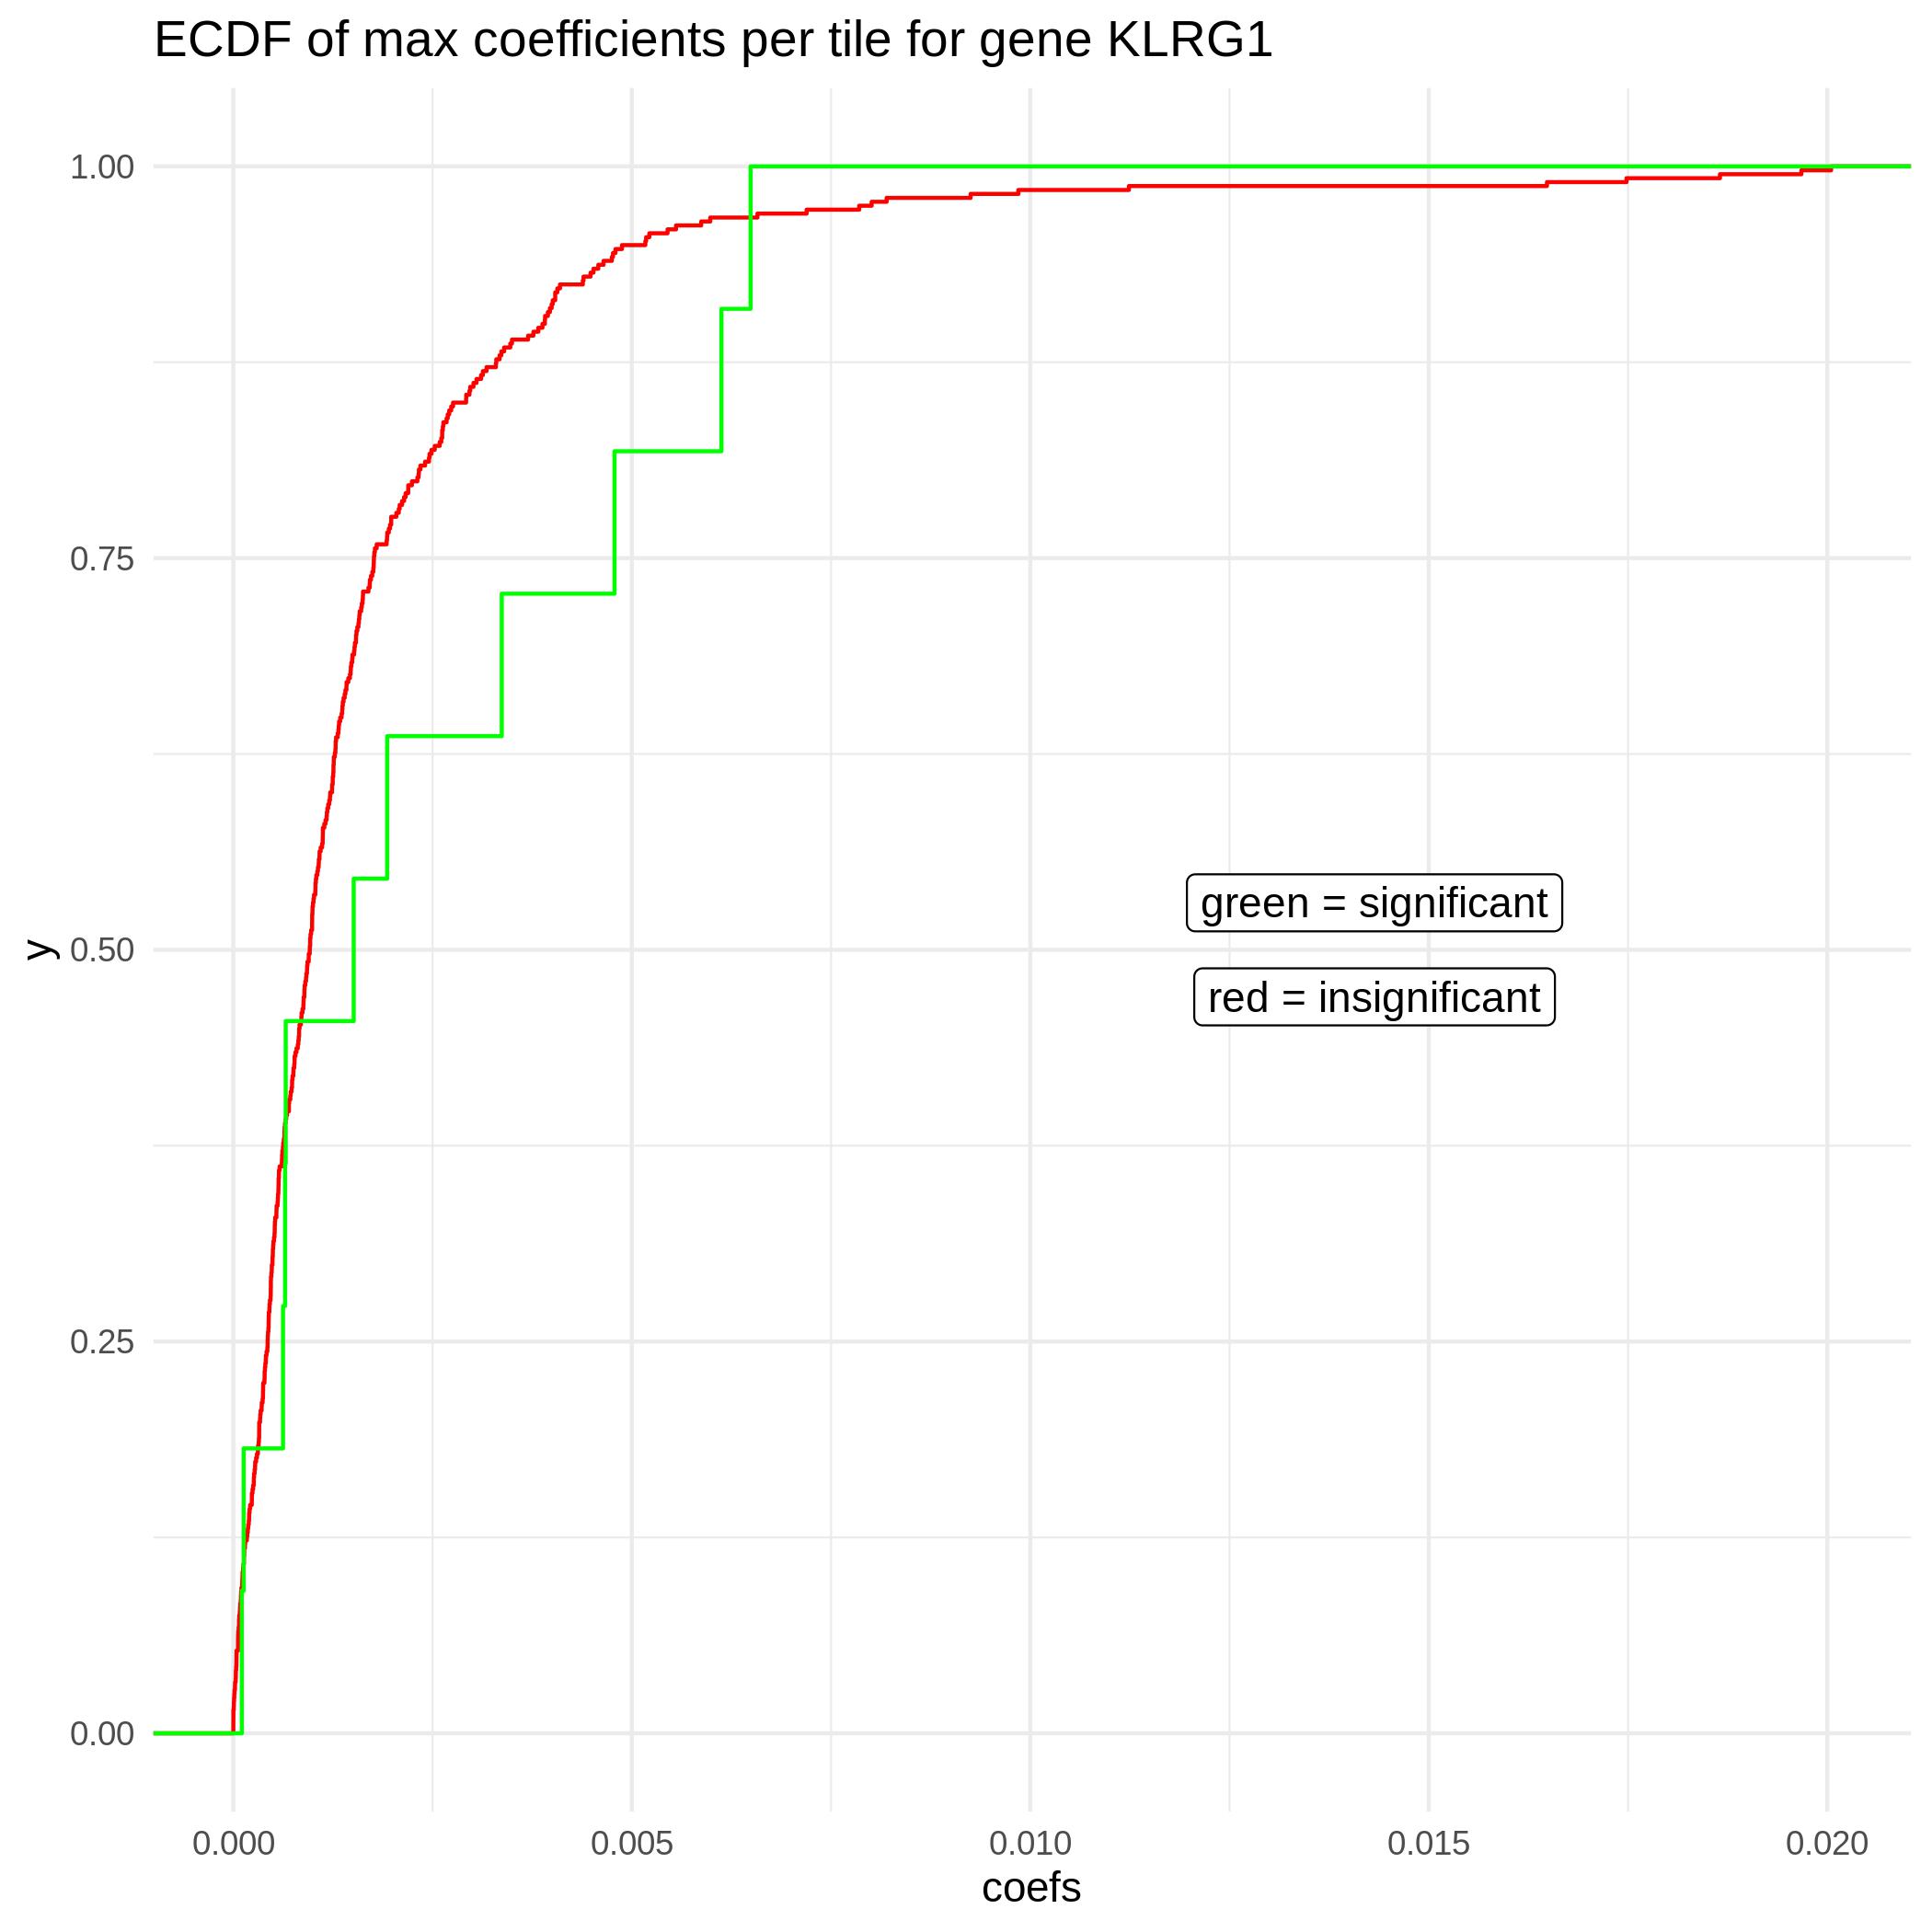 ECDF of max coefficients per tile for gene KLRG1
1.00
0.75
0.50
0.25
0.00
y
green = significant
red = insignificant
0.000
0.005
0.010
0.015
0.020
coefs